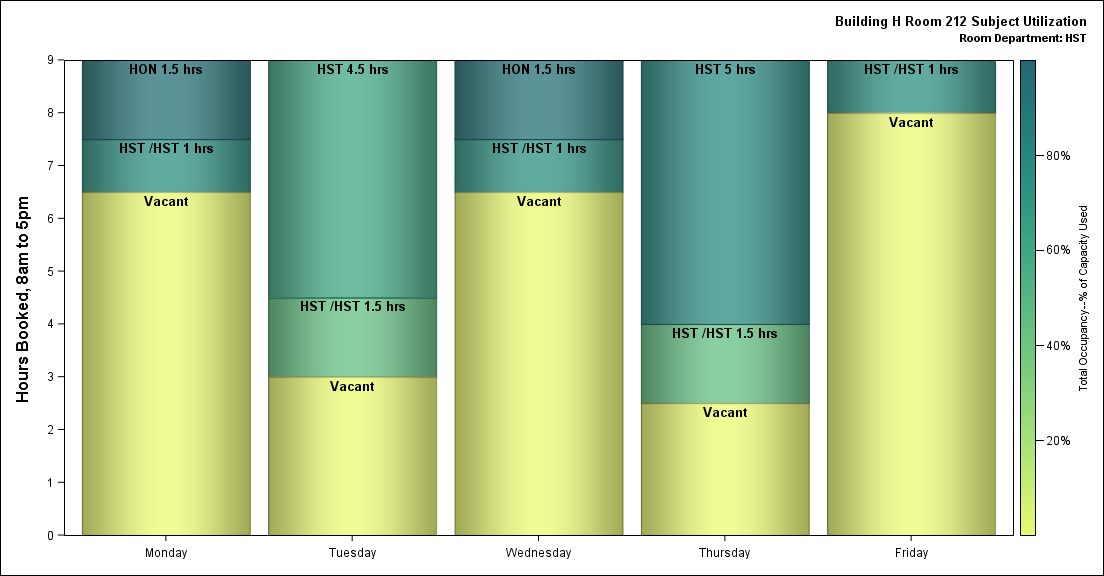 Building H Room 212 Subject Utilization
Room Department: HST
Hours Booked, 8am to 5pm
9
8
7
6
5
4
3
2
1
0
HON 1.5 hrs
HST /HST 1 hrs
Vacant
HST 4.5 hrs
HST /HST 1.5 hrs
Vacant
HON 1.5 hrs
HST /HST 1 hrs
Vacant
HST 5 hrs
HST /HST 1.5 hrs
Vacant
HST /HST 1 hrs
Vacant
Monday
Tuesday
Wednesday
Thursday
Friday
80%
60%
40%
20%
Total Occupancy--% of Capacity Used